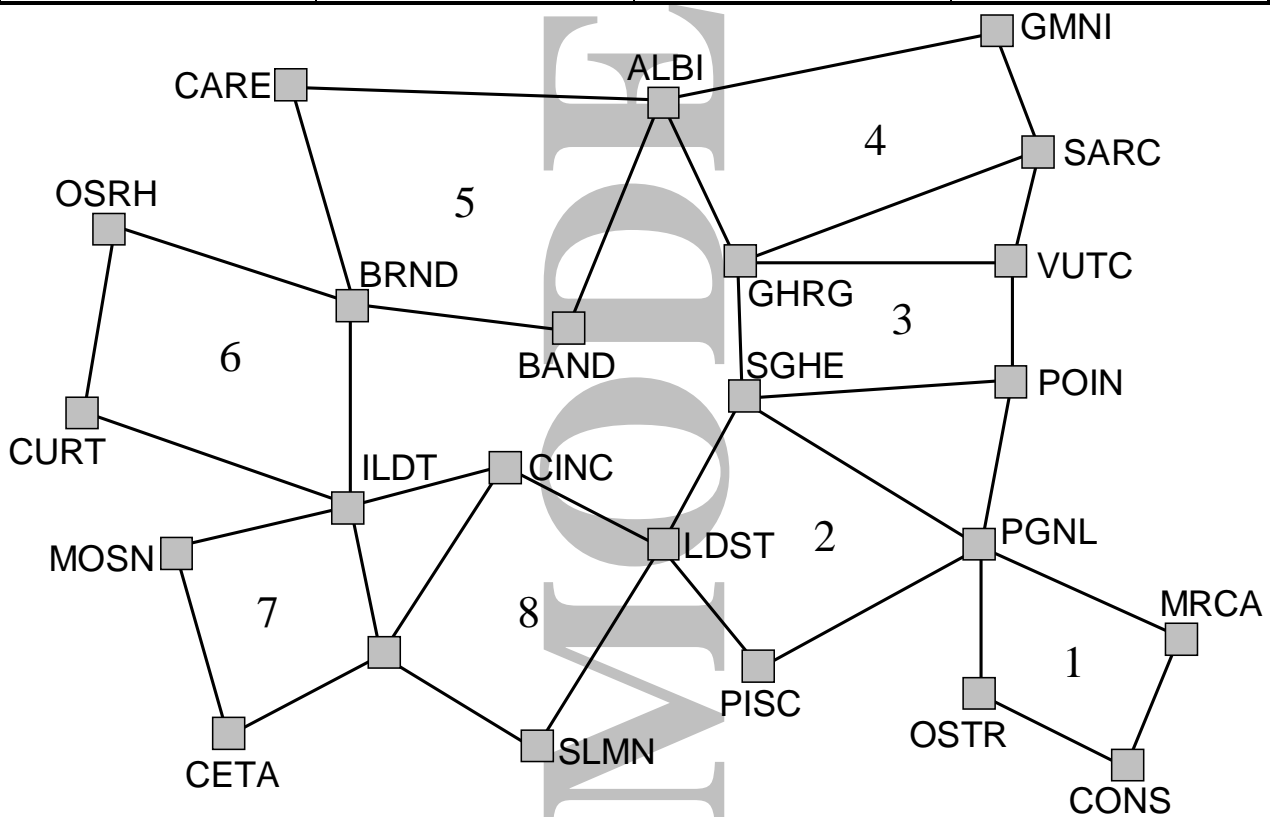 GMNI
ALBI
CARE
4
SARC
OSRH
5
VUTC
BRND
GHRG
3
6
BAND
SGHE
POIN
CURT
ILDT
CINC
MOSN
LDST
2
PGNL
7
8
MRCA
1
PISC
OSTR
SLMN
CETA
CONS
MODE